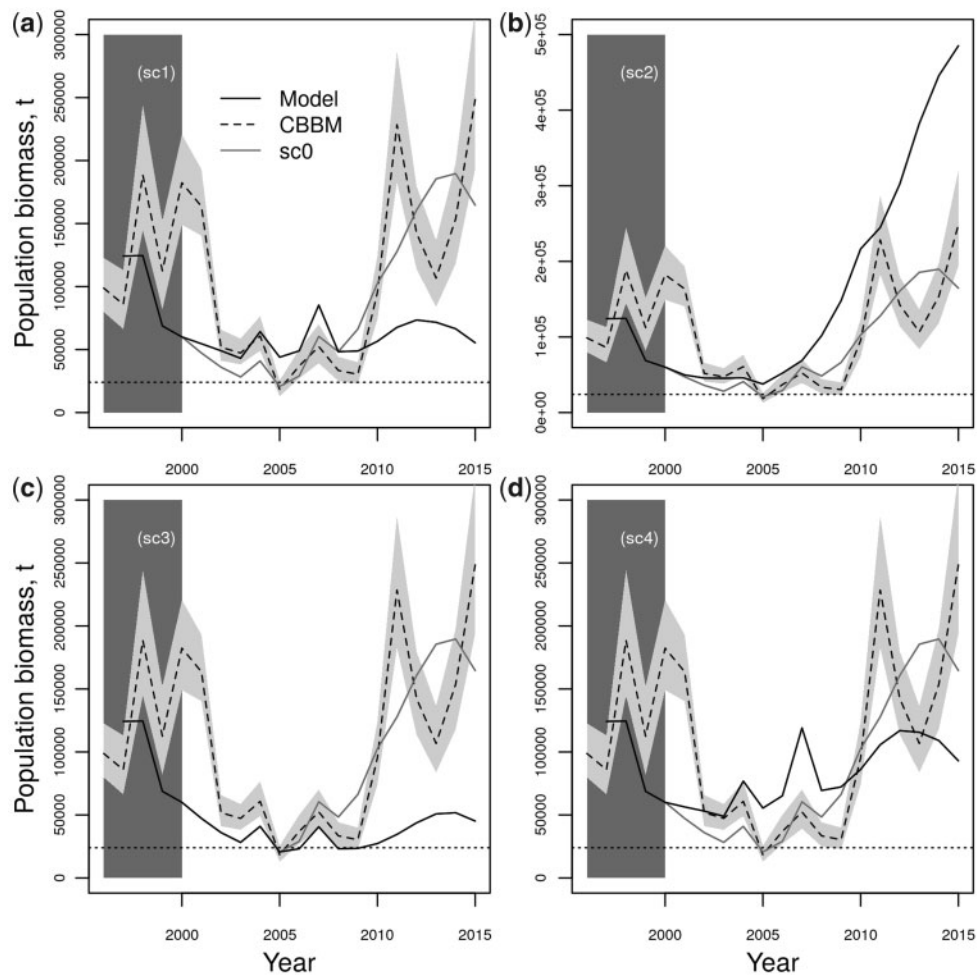 (a)
Population biomass, t
300000
250000
200000
150000
100000
50000
0
(sc1)
Model
CBBM
sc0
2000
2005
2010
2015
(b)
5e+05
4e+05
3e+05
2e+05
1e+05
0e+00
(sc2)
2000
2005
2010
2015
(c)
Population biomass, t
300000
250000
200000
150000
100000
50000
0
(sc3)
2000
2005
2010
2015
Year
(d)
300000
250000
200000
150000
100000
50000
0
(sc4)
2000
2005
2010
2015
Year